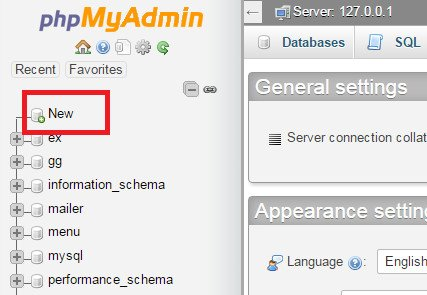 phpMyAdmin
Recent Favorites
New
ex
gg
information_schema
mailer
menu
mysql
performance_schema
Server: 127.0.0.1
Databases SQL
General settings
Server connection collat
Appearance setting
Language : English